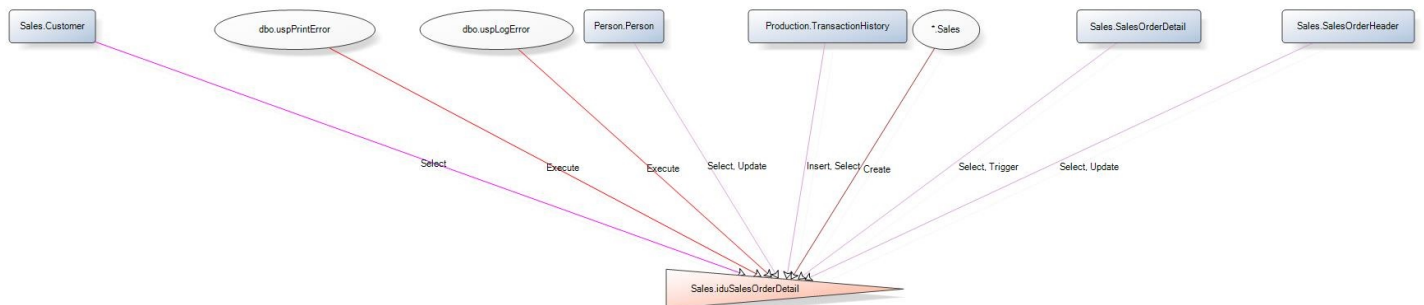 Sales.Customer
dbo.uspPrintError
dbo.uspLogError
Person.Person
Production.TransactionHistory
*.Sales
Sales.SalesOrderDetail
Sales.SalesOrderHeader
Select
Execute
Execute
Select, Update
Insert, Select
Create
Select, Trigger
Select, Update
Sales.iduSalesOrderDetail